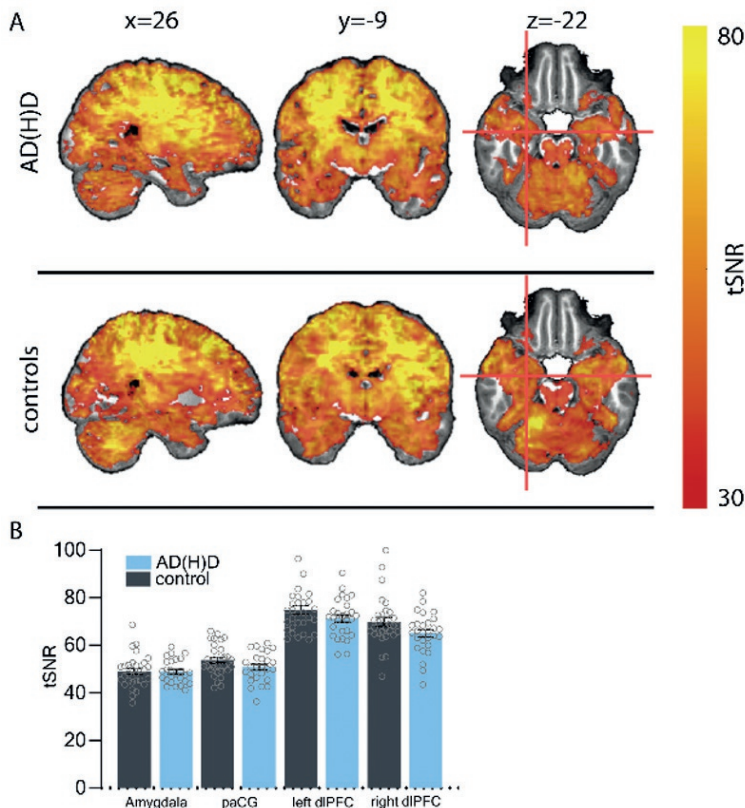 A
x=26 y=-9 z=-22
AD(H)D
controls
80
tSNR
30
B
AD(H)D
control
tSNR
100
80
60
40
20
0
Amygdala paCG left dlPFC right dlPFC